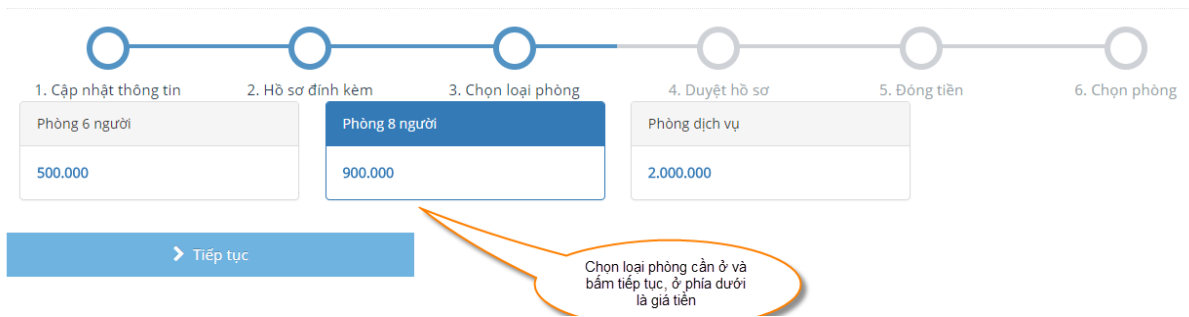 1. Cập nhật thông tin 2. Hồ sơ đính kèm 3. Chọn loại phòng 4. Duyệt hồ sơ 5. Đóng tiền 6. Chọn phòng
Phòng 6 người Phòng 8 người Phòng dịch vụ
500.000 900.000 2.000.000
Tiếp tục
Chọn loại phòng cần ở và
bấm tiếp tục, ở phía dưới
là giá tiền